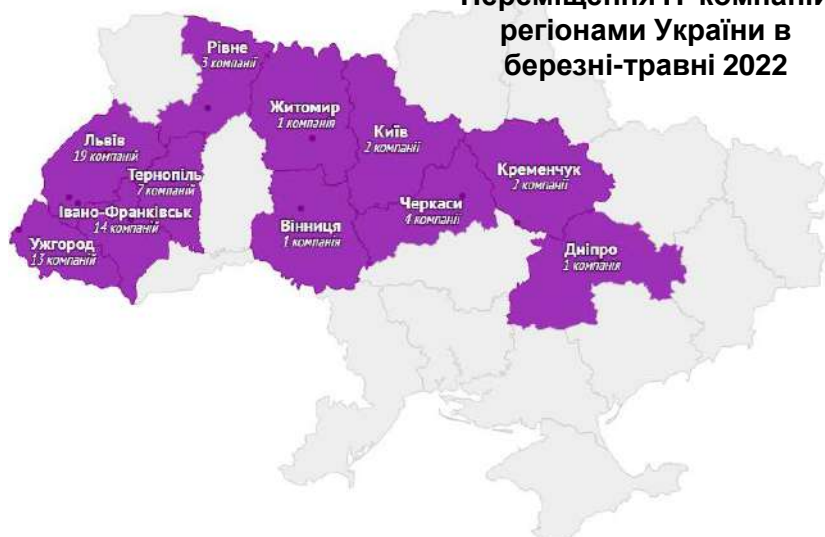 Переміщення ІТ-компаній
регіонами України в
березні-травні 2022
Рівне
3 компанії
Житомир
1 компанія
Київ
2 компанії
Львів
19 компаній
Тернопіль
7 компаній
Кременчук
2 компанії
Черкаси
4 компанії
Івано-Франківськ
14 компаній
Вінниця
1 компанія
Ужгород
13 компаній
Дніпро
1 компанія